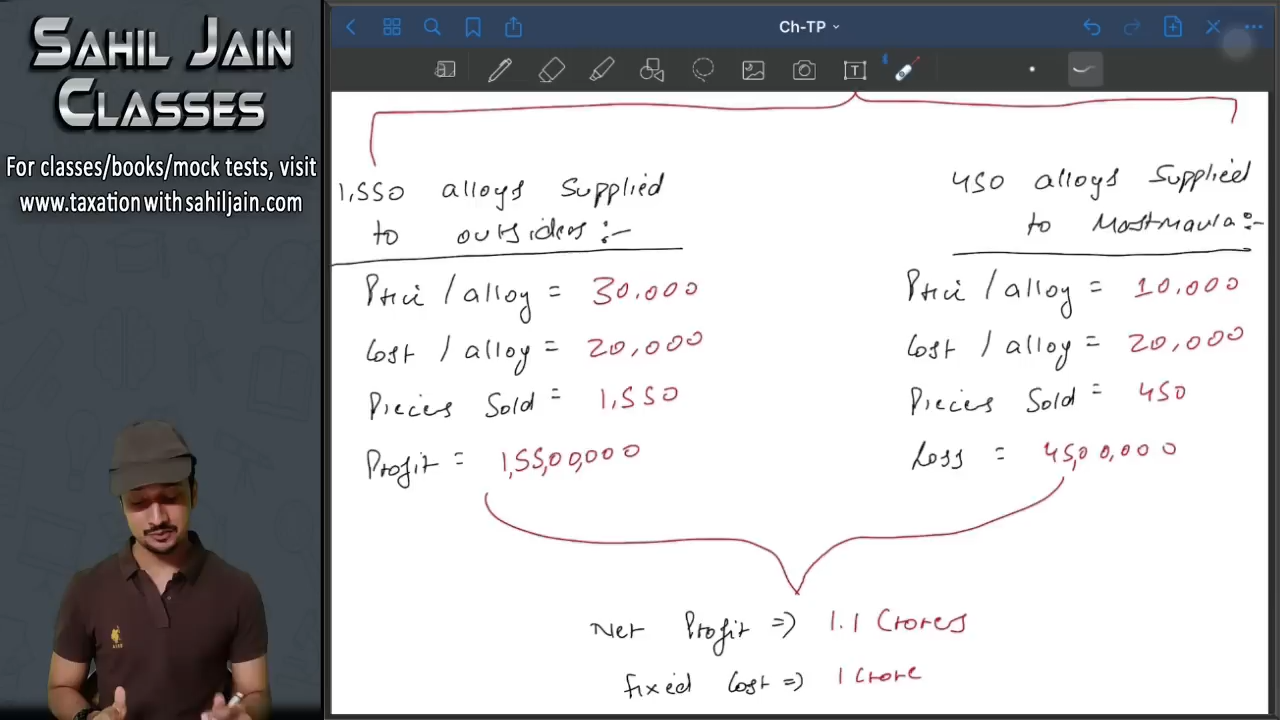 SAHIL JAIN
CLASSES
For classes/books/mock tests, visit
www.taxationwithsahiljain.com
Ch-TP
1,550 alloys supplied
to outsiders :-
Price / alloy = 30,000
Cost / alloy = 20,000
Pieces Sold = 1,550
Profit = 1,55,00,000
450 alloys supplied
to Mastmaula :-
Price / alloy = 10,000
Cost / alloy = 20,000
Pieces Sold = 450
Loss = 45,00,000
Net Profit => 1.1 Crores
fixed Cost => 1 Crore